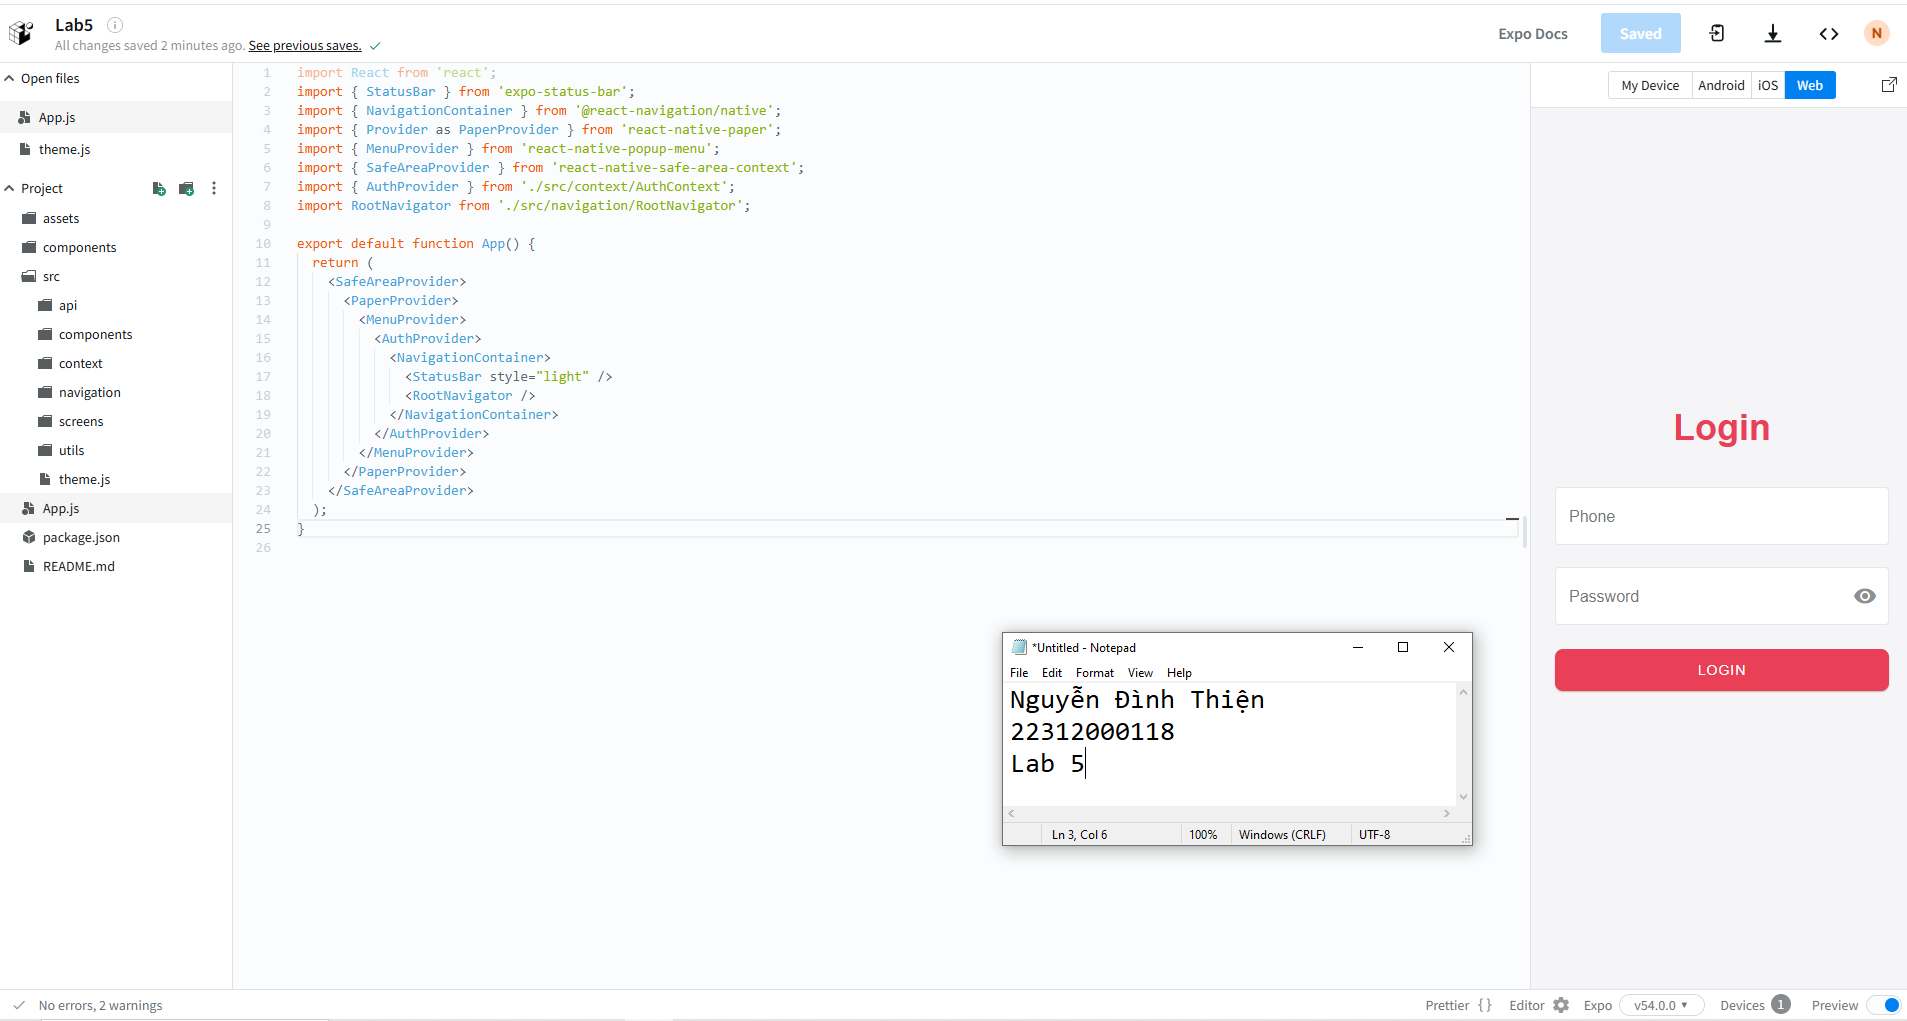 Lab5
All changes saved 2 minutes ago. See previous saves.
Expo Docs
Saved
N
Open files
App.js
theme.js
Project
assets
components
src
api
components
context
navigation
screens
utils
theme.js
App.js
package.json
README.md
1 import React from 'react';
2 import { StatusBar } from 'expo-status-bar';
3 import { NavigationContainer } from '@react-navigation/native';
4 import { Provider as PaperProvider } from 'react-native-paper';
5 import { MenuProvider } from 'react-native-popup-menu';
6 import { SafeAreaProvider } from 'react-native-safe-area-context';
7 import { AuthProvider } from './src/context/AuthContext';
8 import RootNavigator from './src/navigation/RootNavigator';
9
10 export default function App() {
11 return (
12 <SafeAreaProvider>
13 <PaperProvider>
14 <MenuProvider>
15 <AuthProvider>
16 <NavigationContainer>
17 <StatusBar style="light" />
18 <RootNavigator />
19 </NavigationContainer>
20 </AuthProvider>
21 </MenuProvider>
22 </PaperProvider>
23 </SafeAreaProvider>
24 );
25 }
26
My Device Android iOS Web
Login
Phone
Password
LOGIN
*Untitled - Notepad
File Edit Format View Help
Nguyễn Đình Thiện
22312000118
Lab 5
Ln 3, Col 6 100% Windows (CRLF) UTF-8
No errors, 2 warnings
Prettier {} Editor Expo v54.0.0 Devices 1 Preview